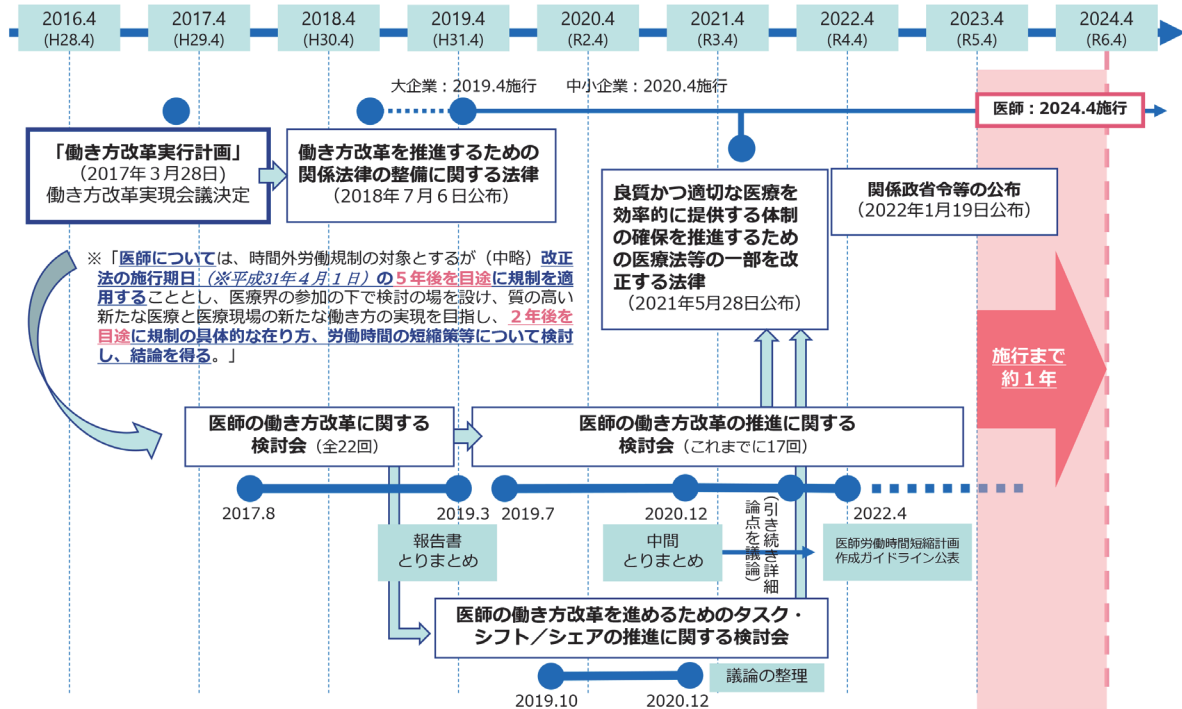 2016.4
(H28.4)
2017.4
(H29.4)
2018.4
(H30.4)
2019.4
(H31.4)
2020.4
(R2.4)
2021.4
(R3.4)
2022.4
(R4.4)
2023.4
(R5.4)
2024.4
(R6.4)
大企業：2019.4施行
中小企業：2020.4施行
医師：2024.4施行
「働き方改革実行計画」
(2017年３月28日)
働き方改革実現会議決定
働き方改革を推進するための
関係法律の整備に関する法律
（2018年７月６日公布）
良質かつ適切な医療を
効率的に提供する体制
の確保を推進するため
の医療法等の一部を改
正する法律
（2021年5月28日公布）
関係政省令等の公布
（2022年1月19日公布）
※「医師については、時間外労働規制の対象とするが（中略）改正
法の施行期日（※平成31年４月１日）の５年後を目途に規制を適
用することとし、医療界の参加の下で検討の場を設け、質の高い
新たな医療と医療現場の新たな働き方の実現を目指し、２年後を
目途に規制の具体的な在り方、労働時間の短縮策等について検討
し、結論を得る。」
施行まで
約１年
医師の働き方改革に関する
検討会（全22回）
医師の働き方改革の推進に関する
検討会（これまでに17回）
2017.8
2019.3
2019.7
2020.12
2022.4
報告書
とりまとめ
中間
とりまとめ
（引き続き詳細
論点を議論）
医師労働時間短縮計画
作成ガイドライン公表
医師の働き方改革を進めるためのタスク・
シフト／シェアの推進に関する検討会
2019.10
2020.12
議論の整理